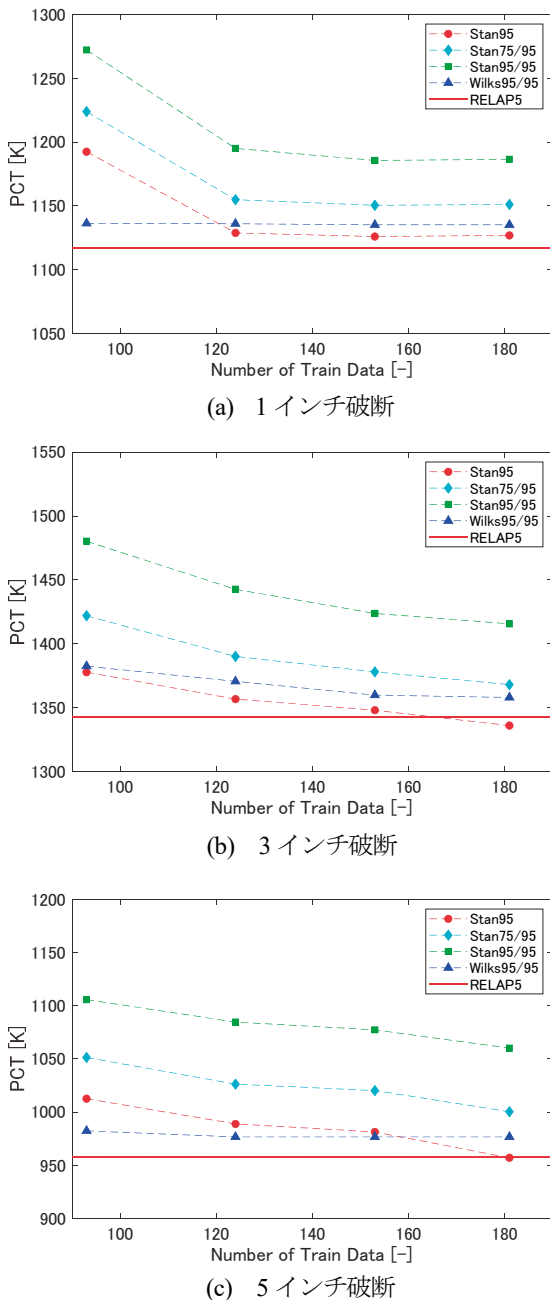 1300
1250
1200
1150
1100
1050
PCT [K]
Stan95
Stan75/95
Stan95/95
Wilks95/95
RELAP5
100 120 140 160 180
Number of Train Data [-]
(a) 1 インチ破断
1550
1500
1450
1400
1350
1300
PCT [K]
Stan95
Stan75/95
Stan95/95
Wilks95/95
RELAP5
100 120 140 160 180
Number of Train Data [-]
(b) 3 インチ破断
1200
1150
1100
1050
1000
950
900
PCT [K]
Stan95
Stan75/95
Stan95/95
Wilks95/95
RELAP5
100 120 140 160 180
Number of Train Data [-]
(c) 5 インチ破断